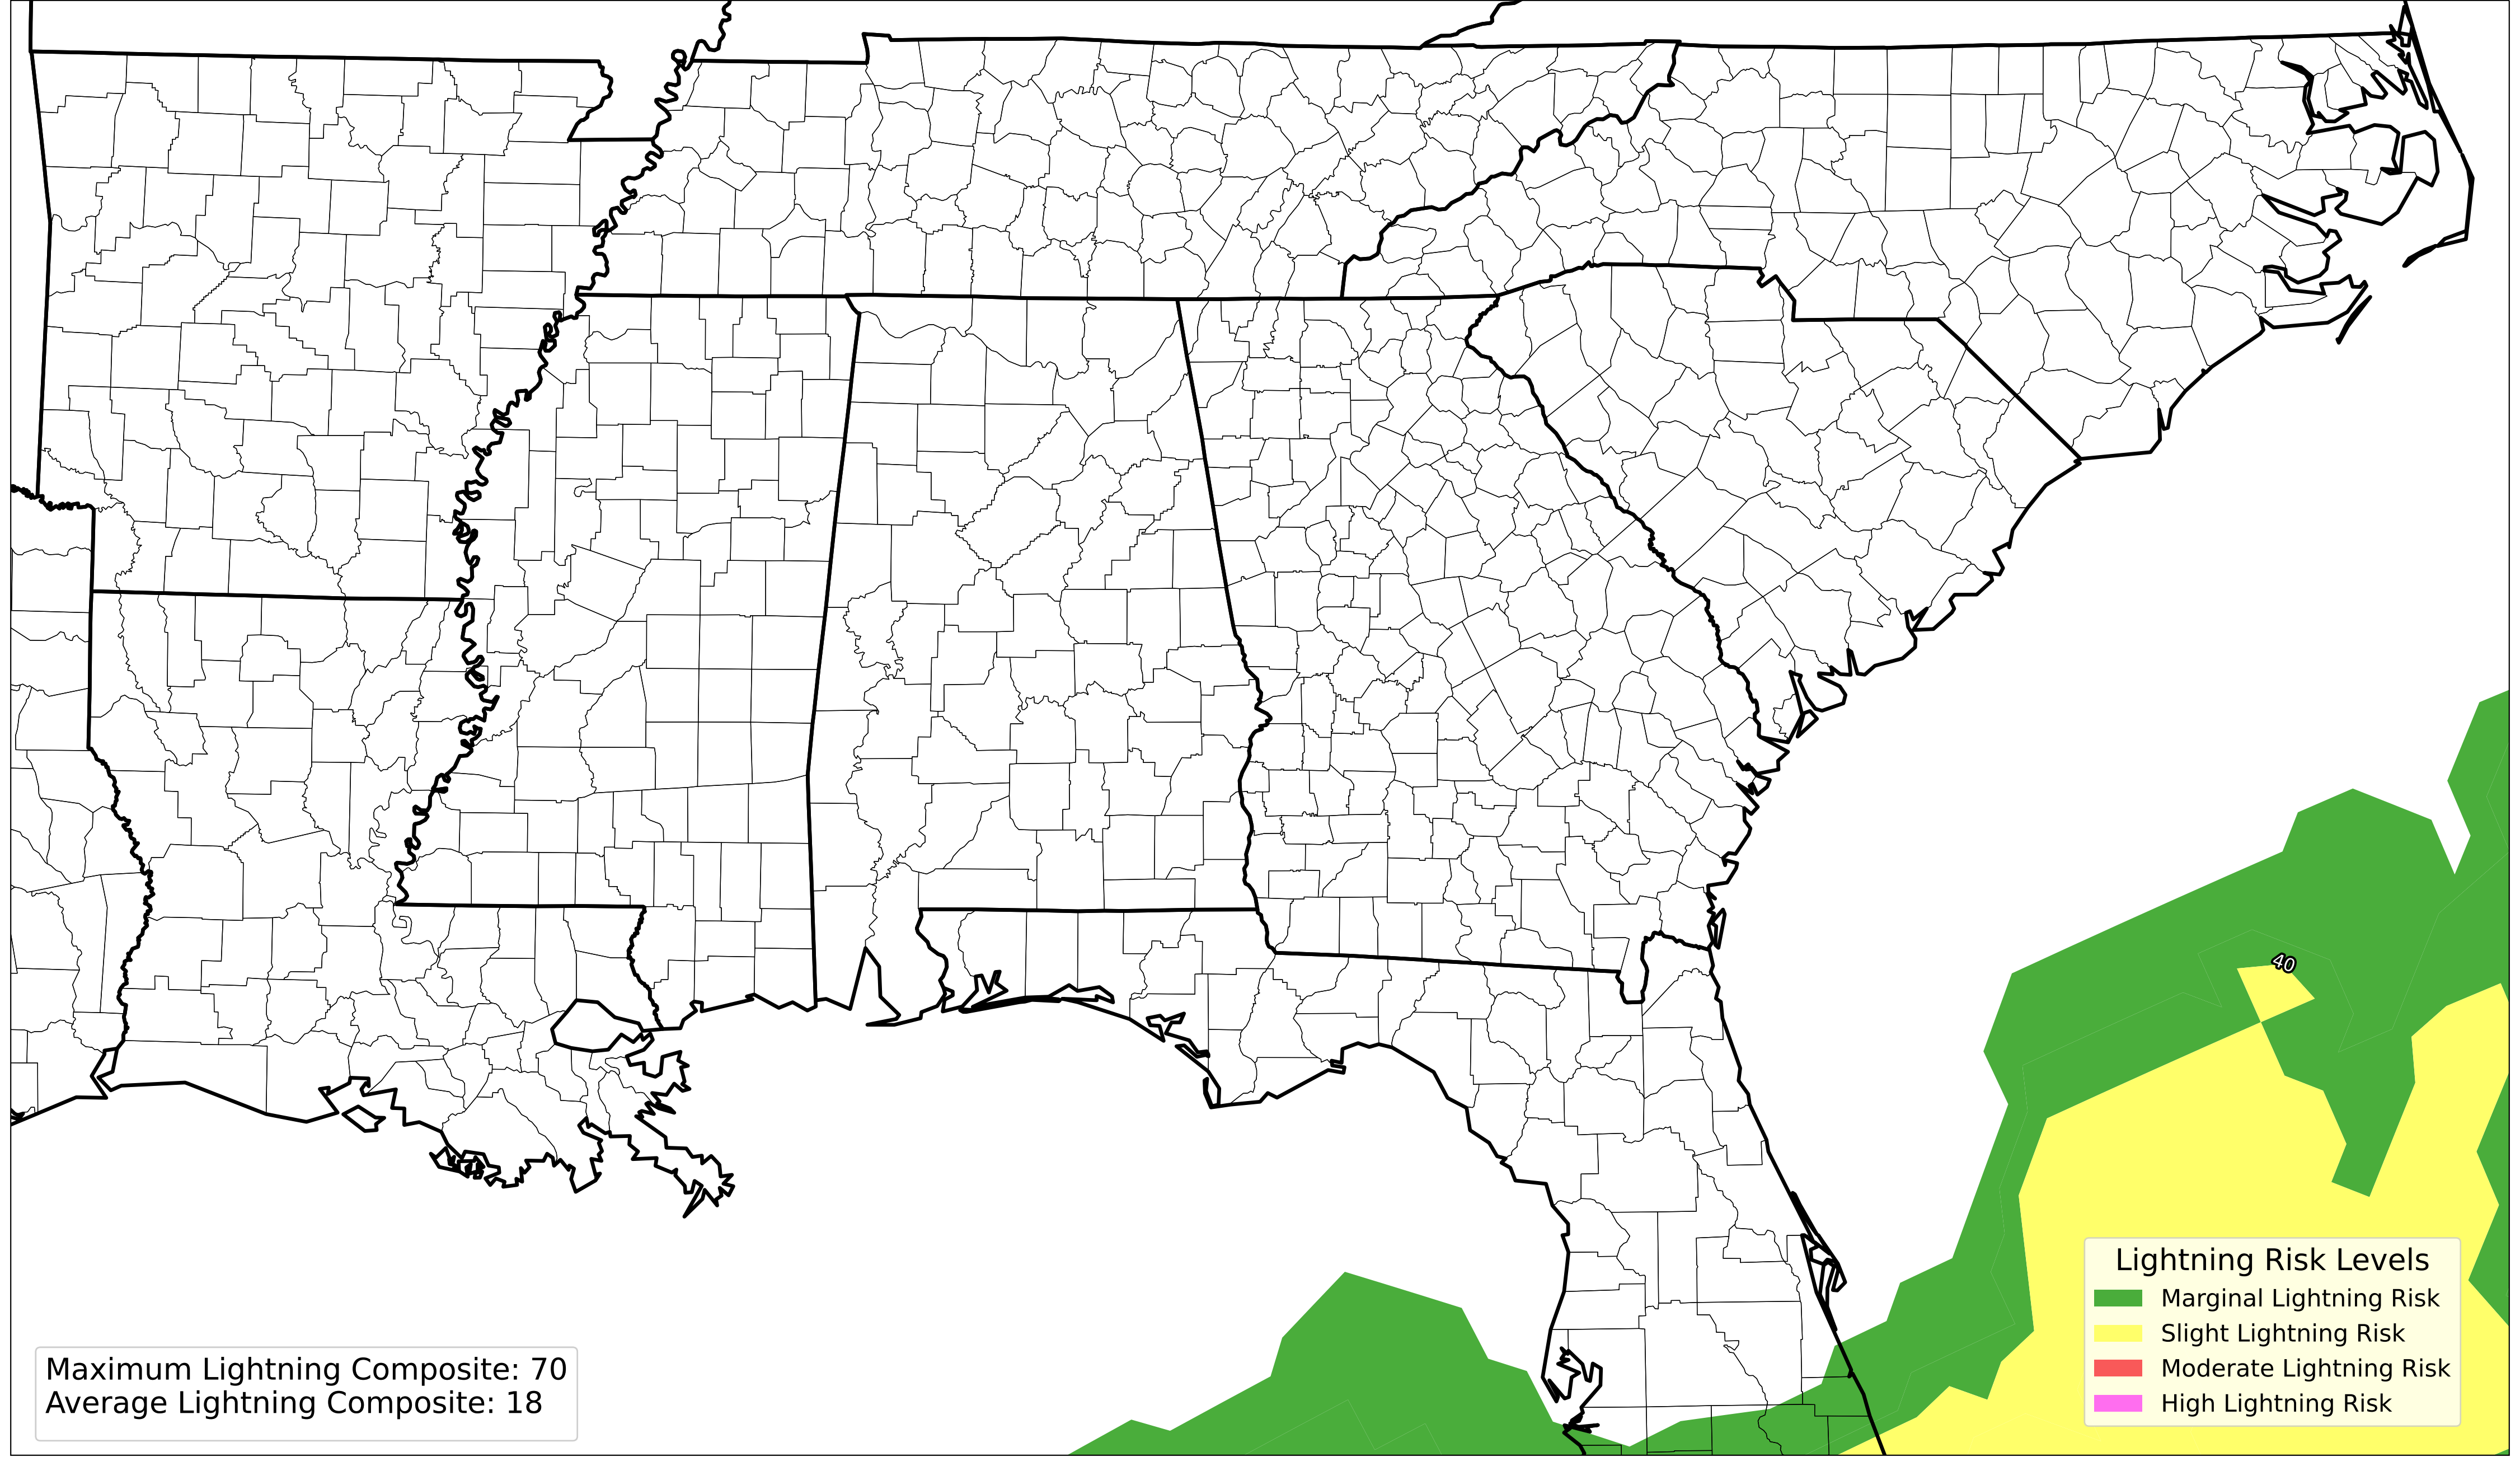 40
Lightning Risk Levels
Marginal Lightning Risk
Slight Lightning Risk
Moderate Lightning Risk
High Lightning Risk
Maximum Lightning Composite: 70
Average Lightning Composite: 18